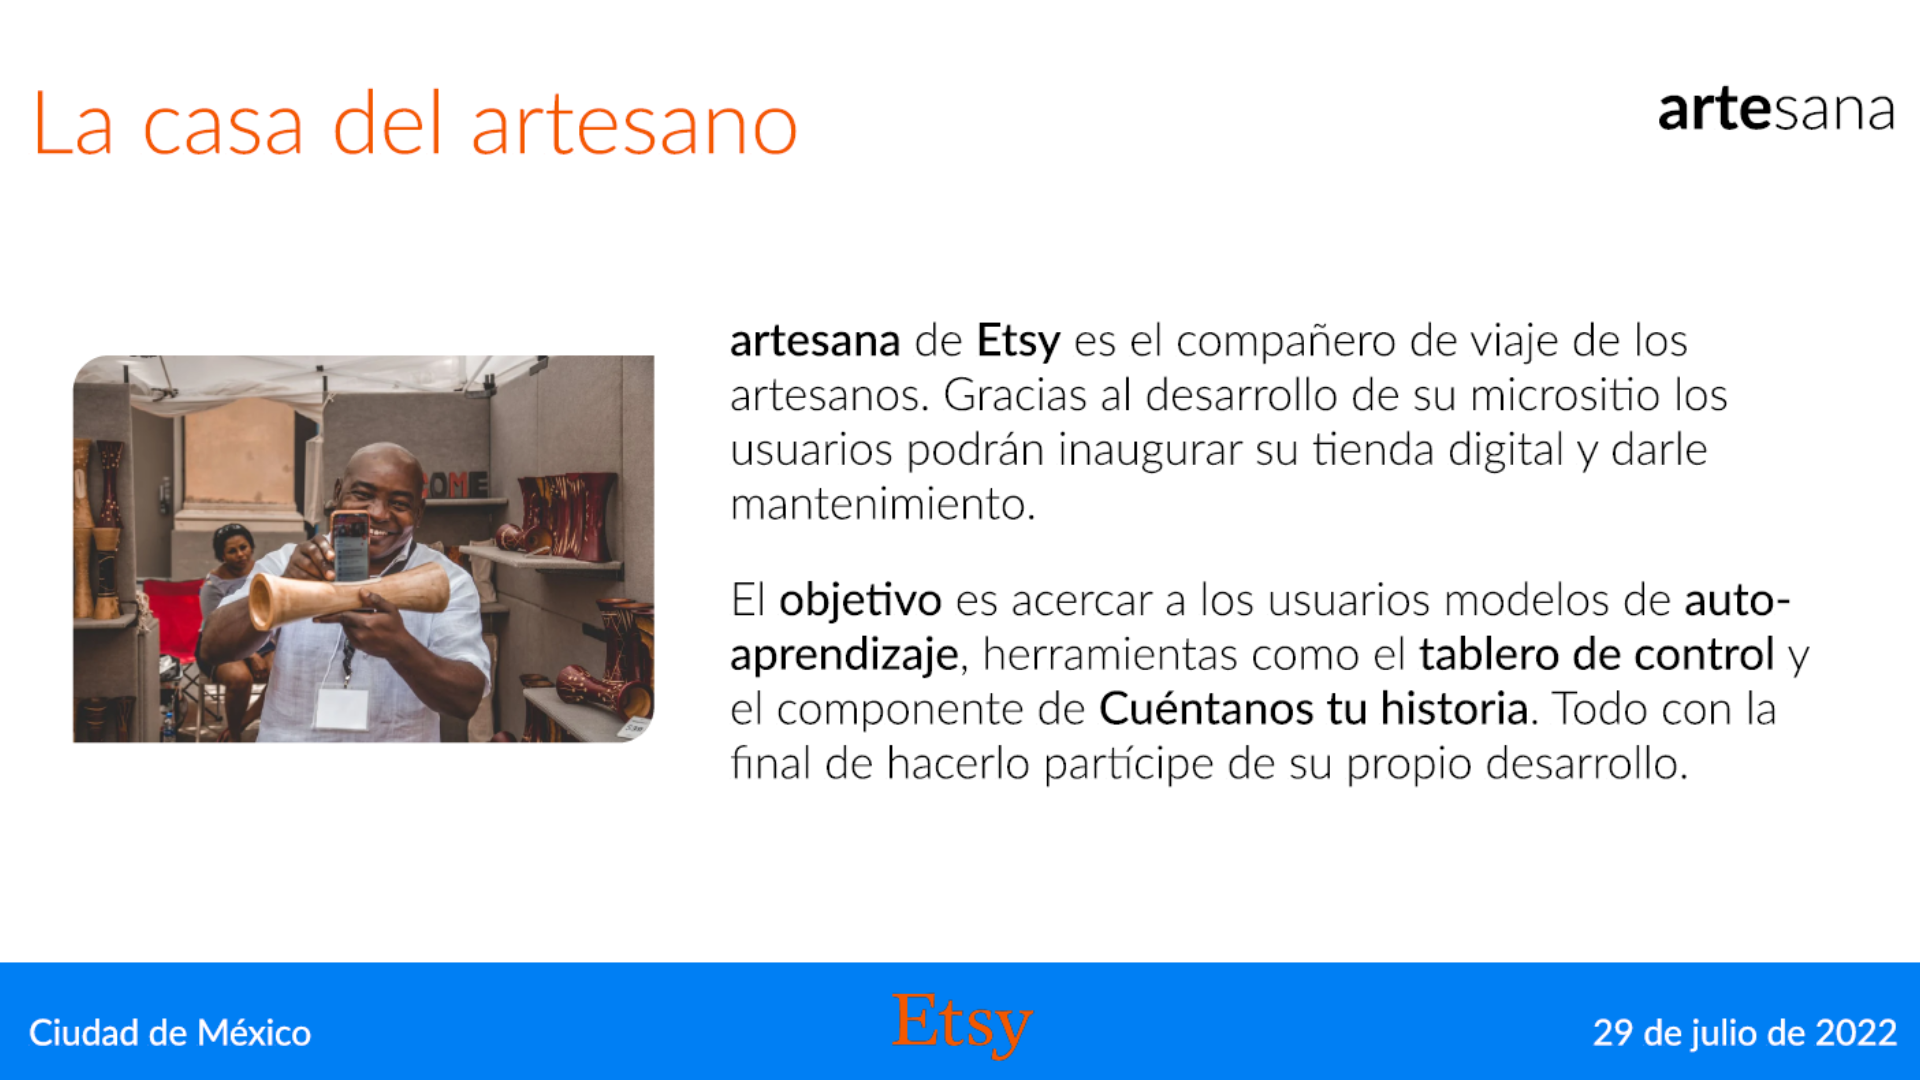 La casa del artesano
artesana
artesana de Etsy es el compañero de viaje de los
artesanos. Gracias al desarrollo de su micrositio los
usuarios podrán inaugurar su tienda digital y darle
mantenimiento.
El objetivo es acercar a los usuarios modelos de auto-
aprendizaje, herramientas como el tablero de control y
el componente de Cuéntanos tu historia. Todo con la
final de hacerlo partícipe de su propio desarrollo.
OME
Ciudad de México
Etsy
29 de julio de 2022